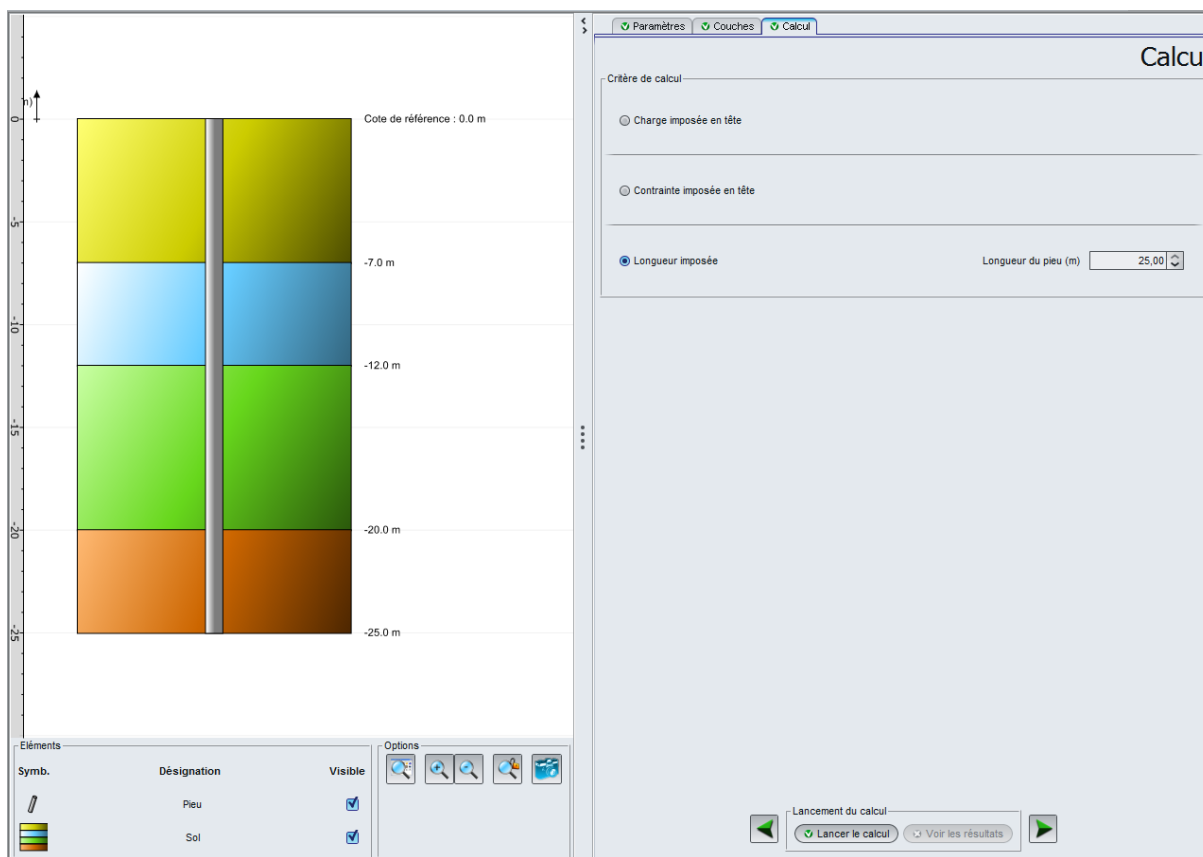 Paramètres Couches Calcul
Calcu
Critère de calcul
Charge imposée en tête
Contrainte imposée en tête
Longueur imposée Longueur du pieu (m) 25,00
n)
0 Cote de référence : 0.0 m
-5
-7.0 m
-10
-12.0 m
-15
-20 -20.0 m
-25 -25.0 m
Eléments
Symb. Désignation Visible
Pieu
Sol
Options
Lancement du calcul
Lancer le calcul Voir les résultats